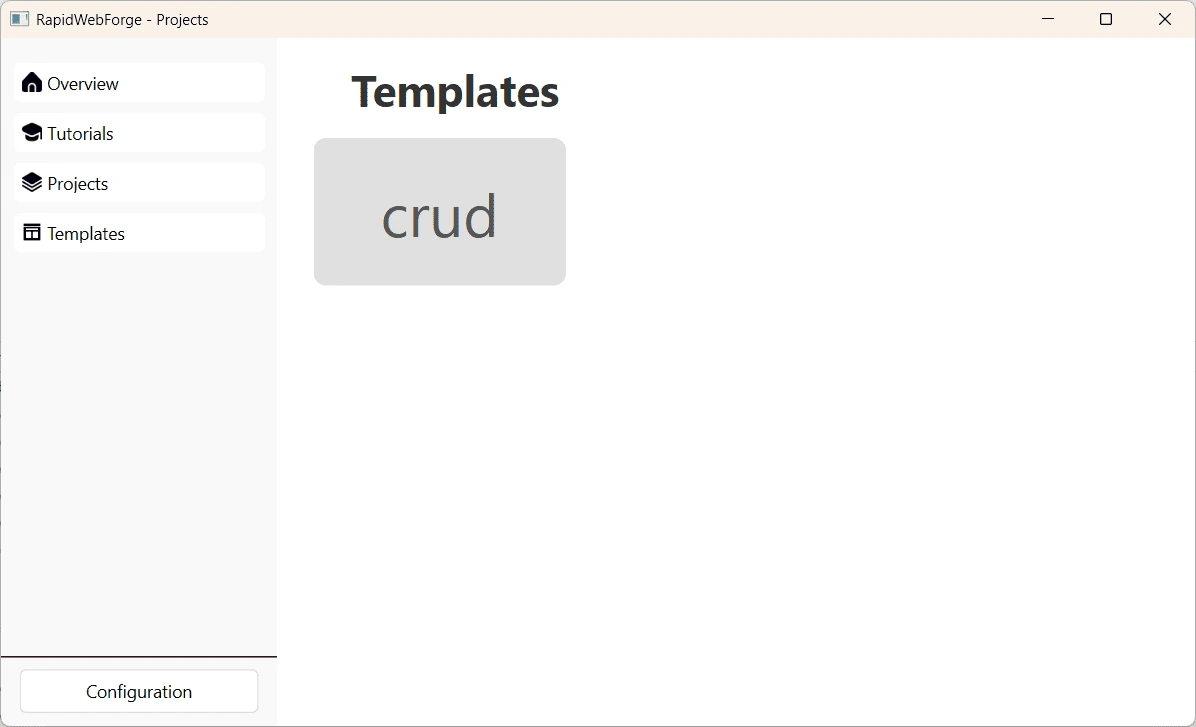 RapidWebForge - Projects
Overview
Tutorials
Projects
Templates
Configuration
Templates
crud